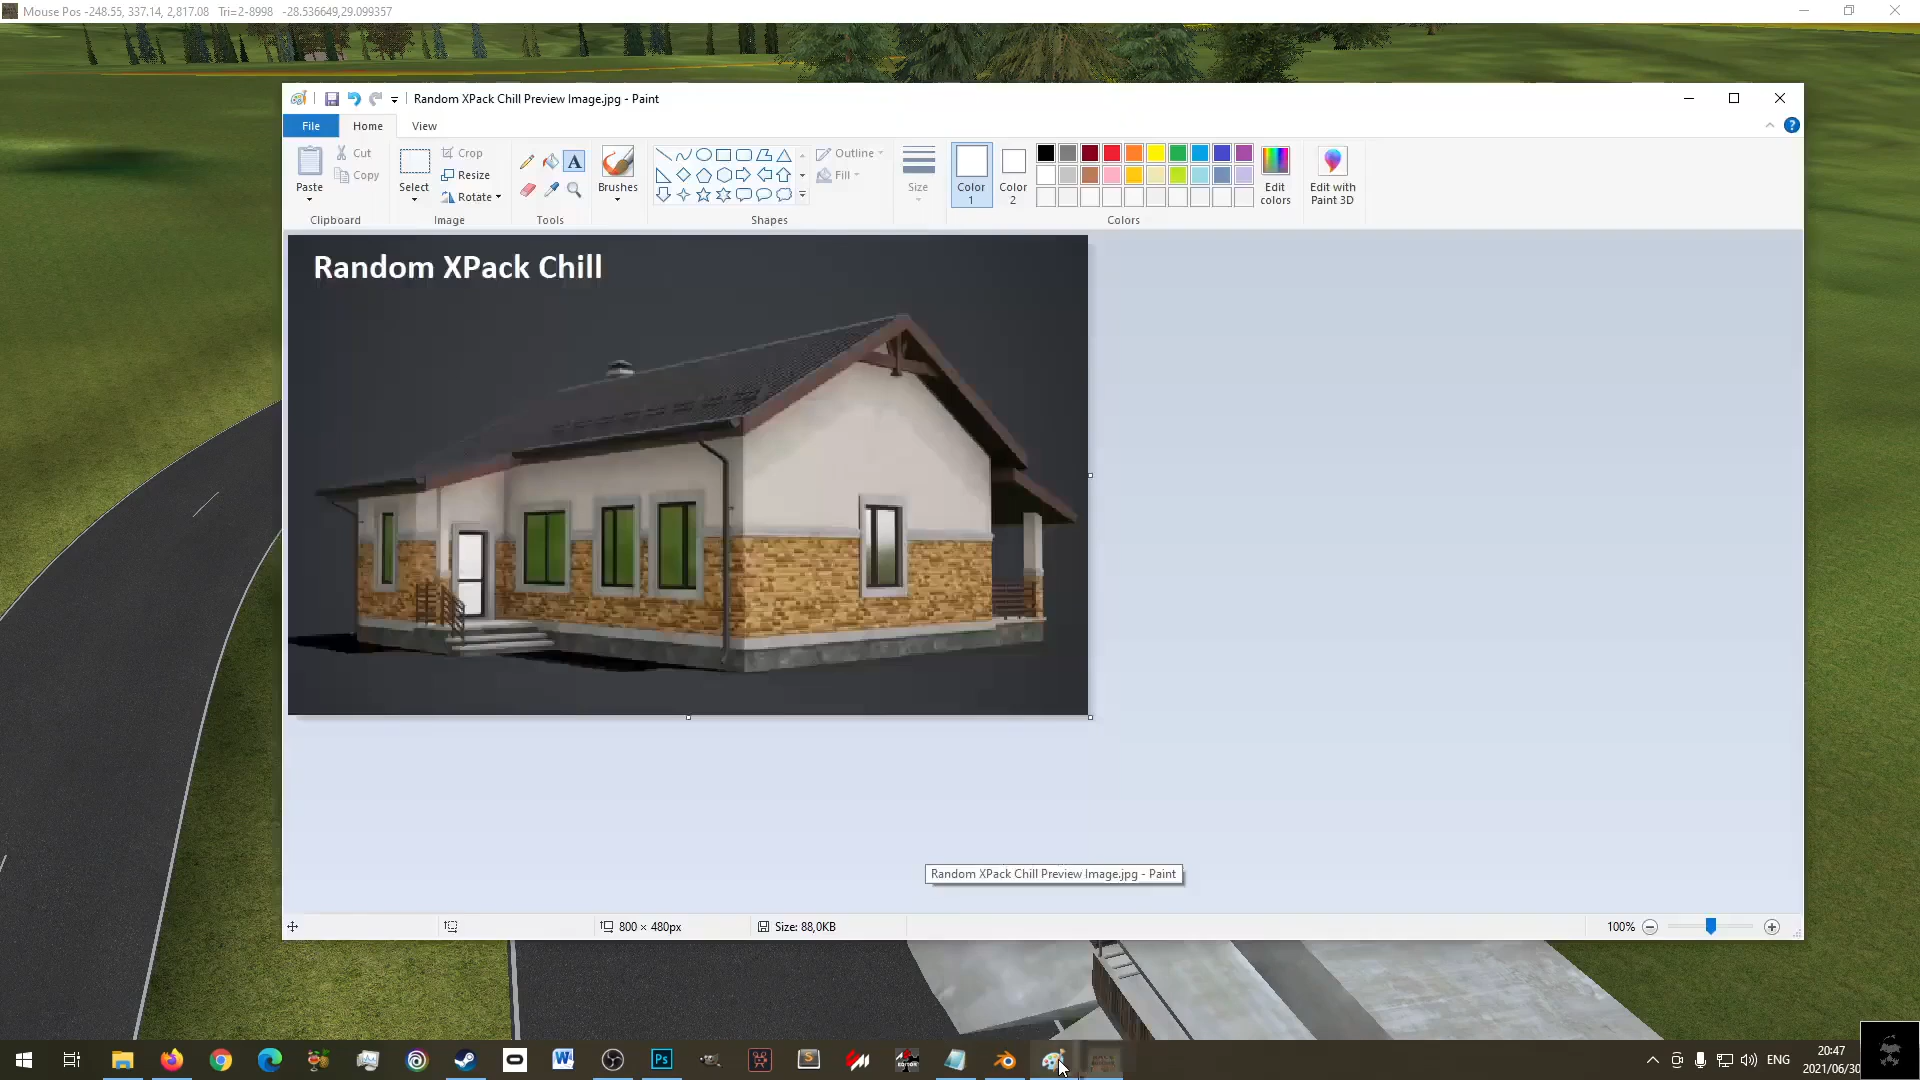 Mouse Pos -248.55, 337.14, 2,817.08 Tri=2-8998 -28.536649,29.099357
Random XPack Chill Preview Image.jpg - Paint
File Home View
Paste
Cut
Copy
Clipboard
Select
Crop
Resize
Rotate
Image
A
Tools
Brushes
Shapes
Outline
Fill
Size
Color
1
Color
2
Edit
colors
Colors
Edit with
Paint 3D
Random XPack Chill
Random XPack Chill Preview Image.jpg - Paint
800 × 480px
Size: 88,0KB
100%
W
Ps
S
ENG
20:47
2021/06/30